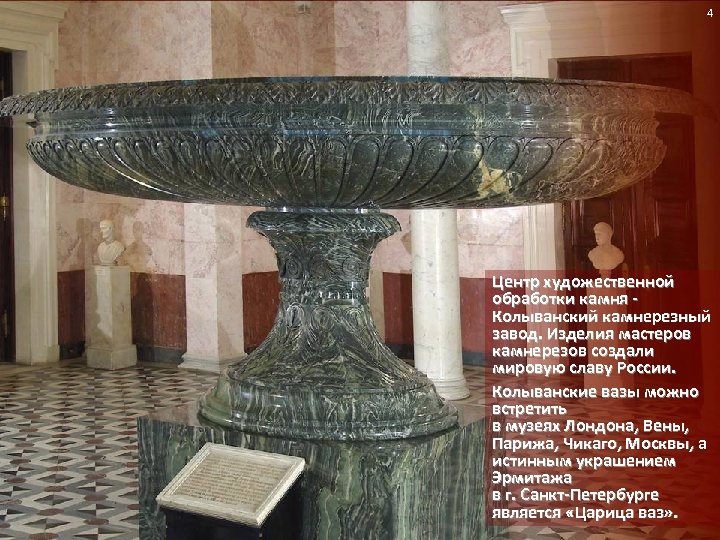 4
Центр художественной
обработки камня -
Колыванский камнерезный
завод. Изделия мастеров
камнерезов создали
мировую славу России.
Колыванские вазы можно
встретить
в музеях Лондона, Вены,
Парижа, Чикаго, Москвы, а
истинным украшением
Эрмитажа
в г. Санкт-Петербурге
является «Царица ваз».